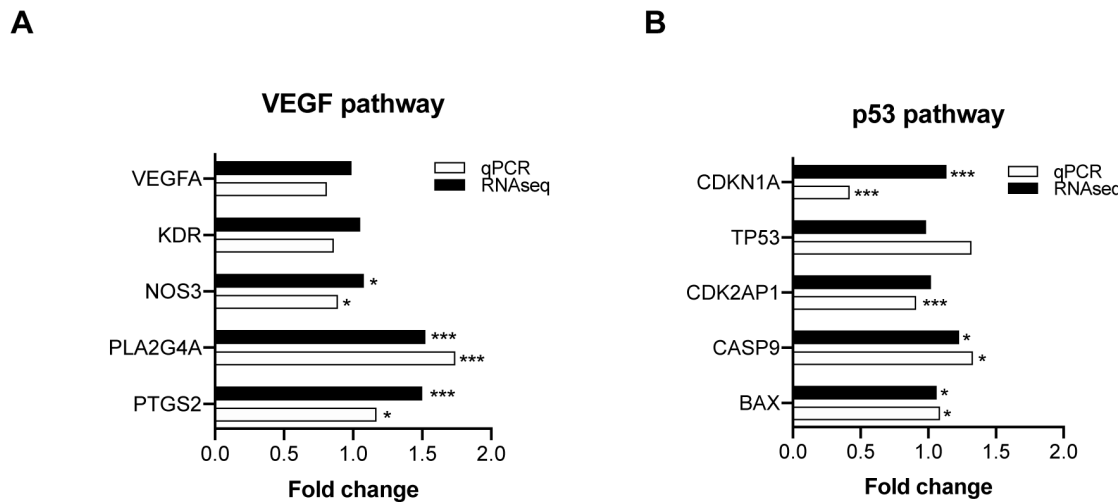 A
VEGF pathway
qPCR
RNAseq
VEGFA
KDR
NOS3
*
*
PLA2G4A
***
***
PTGS2
***
*
0.0 0.5 1.0 1.5 2.0
Fold change
B
p53 pathway
qPCR
RNAseq
CDKN1A
***
***
TP53
CDK2AP1
***
CASP9
*
*
BAX
*
*
0.0 0.5 1.0 1.5 2.0
Fold change